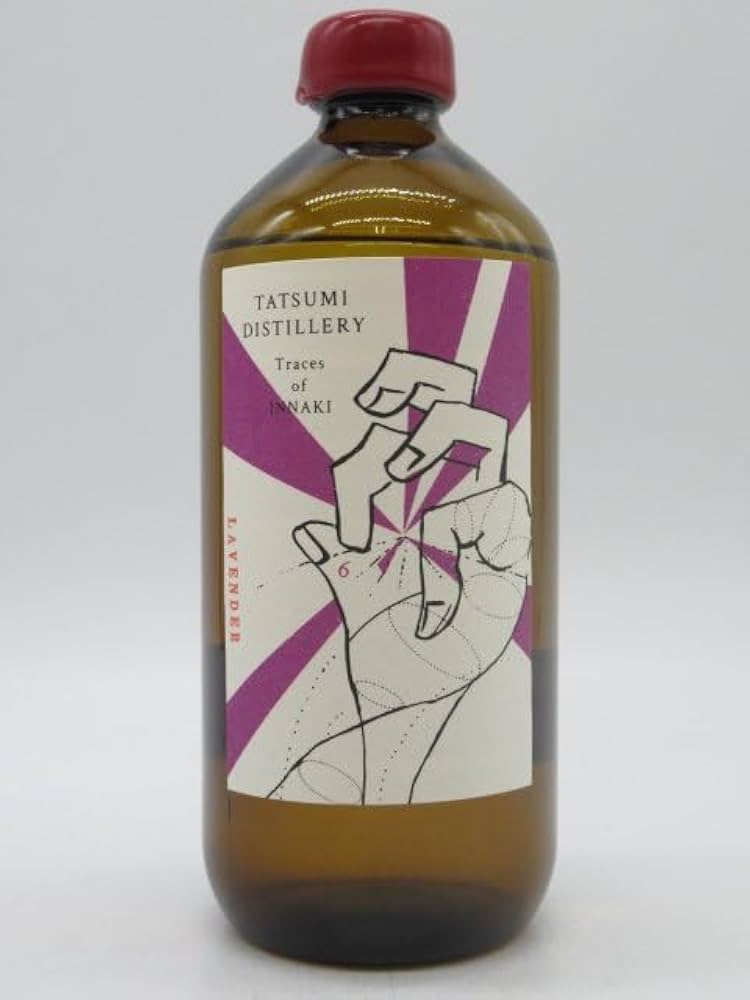 TATSUMI
DISTILLERY
Traces
of
INNAKI
LAVENDER
6